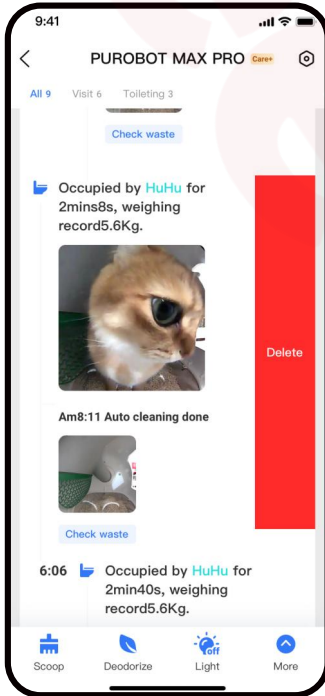 9:41
PUROBOT MAX PRO Care+
All 9 Visit 6 Toileting 3
Check waste
Occupied by HuHu for
2mins8s, weighing
record5.6Kg.
Delete
Am8:11 Auto cleaning done
Check waste
6:06 Occupied by HuHu for
2min40s, weighing
record5.6Kg.
off
Scoop Deodorize Light More